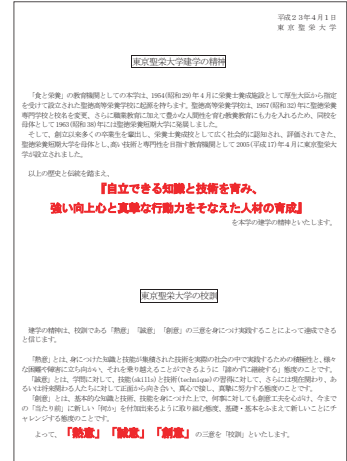 平成23年4月1日
東京聖栄大学
東京聖栄大学建学の精神
「食と栄養」の教育機関としての本学は、1954(昭和29)年4月に栄養士養成施設として厚生大臣から指定
を受けて設立された聖徳高等栄養学校に起源を持ちます。聖徳高等栄養学校は、1957(昭和32)年に聖徳栄養
専門学校と校名を変更、さらに職業教育に加えて豊かな人間性を育む教養教育にも力を入れるため、同校を
母体として1963(昭和38)年には聖徳栄養短期大学に発展しました。
そして、創立以来多くの卒業生を輩出し、栄養士養成校として広く社会的に認知され、評価されてきた、
聖徳栄養短期大学を母体とし、高い技術と専門性を目指す教育機関として2005(平成17)年4月に東京聖栄大
学が設立されました。
以上の歴史と伝統を踏まえ、
『自立できる知識と技術を育み、
強い向上心と真摯な行動力をそなえた人材の育成』
を本学の建学の精神といたします。
東京聖栄大学の校訓
建学の精神は、校訓である「熱意」「誠意」「創意」の三意を身につけ実践することによって達成できる
と信じます。
「熱意」とは、身につけた知識と技能が集積された技術を実際の社会の中で実践するための積極性と、様々
な困難や障害に立ち向かい、それを乗り越えることができるように「諦めずに継続する」態度のことです。
「誠意」とは、学問に対して、技能(skills)と技術(technique)の習得に対して、さらには現在関わり、あ
るいは将来関わる人たちに対して正面から向き合い、真心で接し、真摯に努力する態度のことです。
「創意」とは、基本的な知識と技術、技能を身につけた上で、何事に対しても創意工夫を心がけ、今まで
の「当たり前」に新しい「何か」を付加出来るように取り組む態度、基礎・基本をふまえて新しいことにチ
ャレンジする態度のことです。
よって、「熱意」「誠意」「創意」の三意を「校訓」といたします。